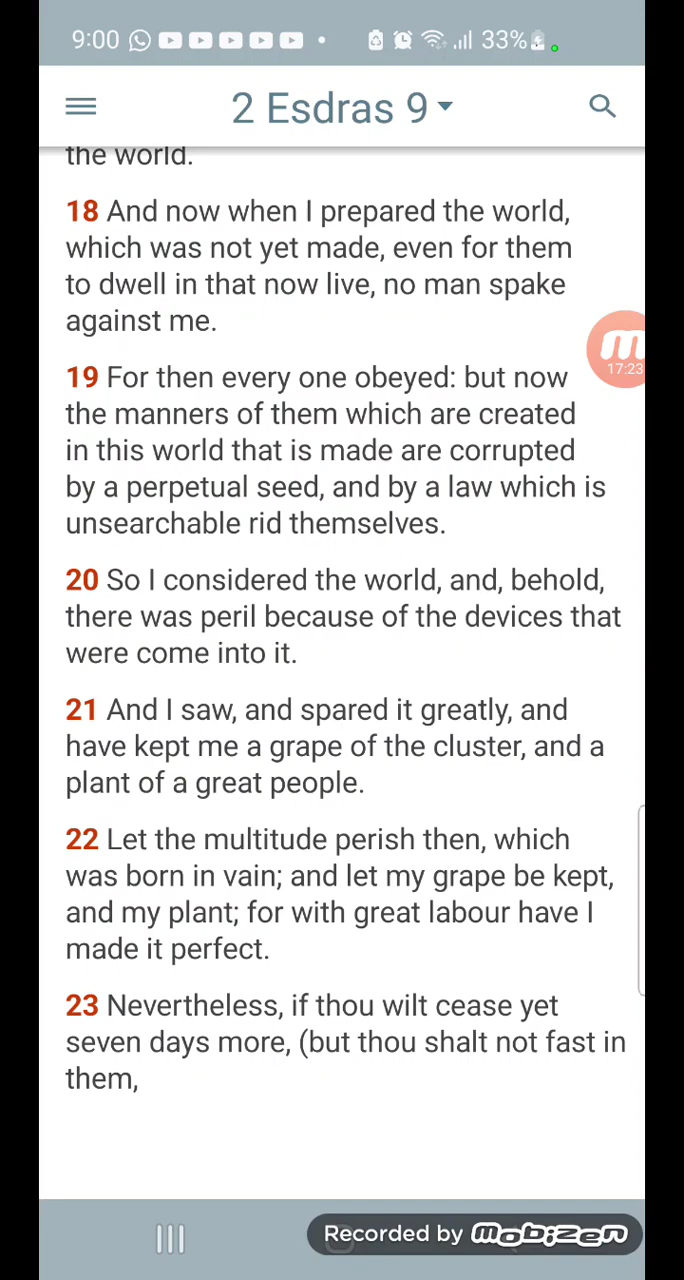 9:00 33%
2 Esdras 9
the world.
18 And now when I prepared the world,
which was not yet made, even for them
to dwell in that now live, no man spake
against me.
17:23
19 For then every one obeyed: but now
the manners of them which are created
in this world that is made are corrupted
by a perpetual seed, and by a law which is
unsearchable rid themselves.
20 So I considered the world, and, behold,
there was peril because of the devices that
were come into it.
21 And I saw, and spared it greatly, and
have kept me a grape of the cluster, and a
plant of a great people.
22 Let the multitude perish then, which
was born in vain; and let my grape be kept,
and my plant; for with great labour have I
made it perfect.
23 Nevertheless, if thou wilt cease yet
seven days more, (but thou shalt not fast in
them,
Recorded by mobizen